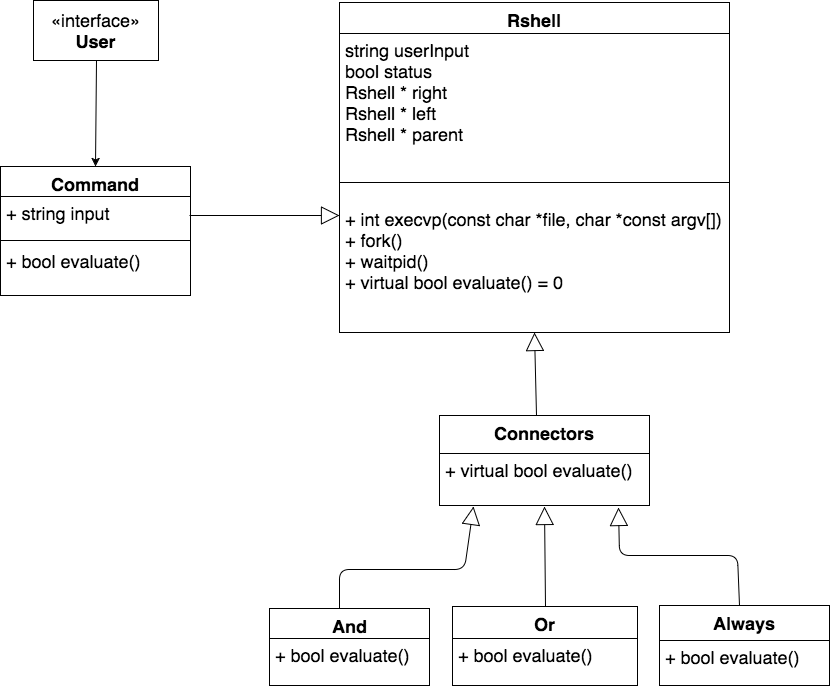 «interface»
User
Rshell
string userInput
bool status
Rshell * right
Rshell * left
Rshell * parent
+ int execvp(const char *file, char *const argv[])
+ fork()
+ waitpid()
+ virtual bool evaluate() = 0
Command
+ string input
+ bool evaluate()
Connectors
+ virtual bool evaluate()
And
+ bool evaluate()
Or
+ bool evaluate()
Always
+ bool evaluate()